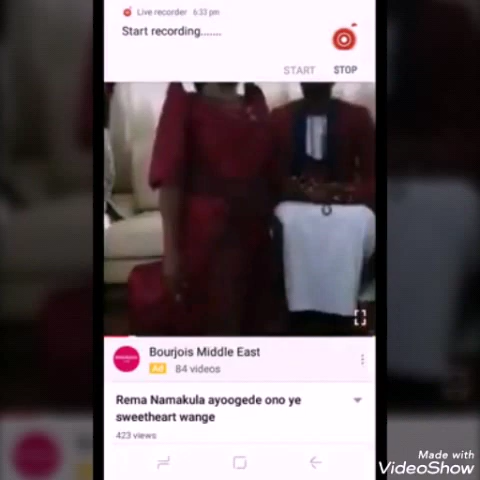 Live recorder 6:33 pm
Start recording.......
START STOP
Bourjois Middle East
Ad 84 videos
Rema Namakula ayoogede ono ye
sweetheart wange
423 views
Made with
VideoShow